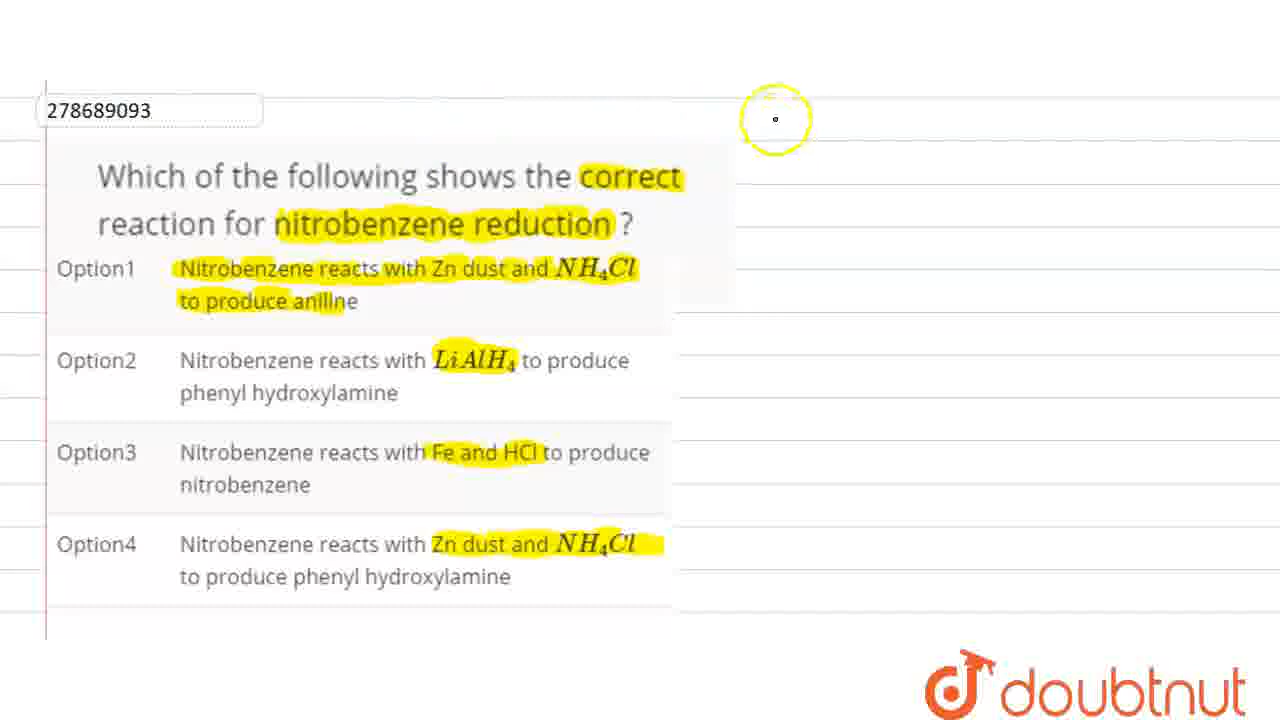 278689093
Which of the following shows the correct
reaction for nitrobenzene reduction ?
Option1 Nitrobenzene reacts with Zn dust and NH₄Cl
to produce aniline
Option2 Nitrobenzene reacts with LiAlH₄ to produce
phenyl hydroxylamine
Option3 Nitrobenzene reacts with Fe and HCl to produce
nitrobenzene
Option4 Nitrobenzene reacts with Zn dust and NH₄Cl
to produce phenyl hydroxylamine
doubtnut